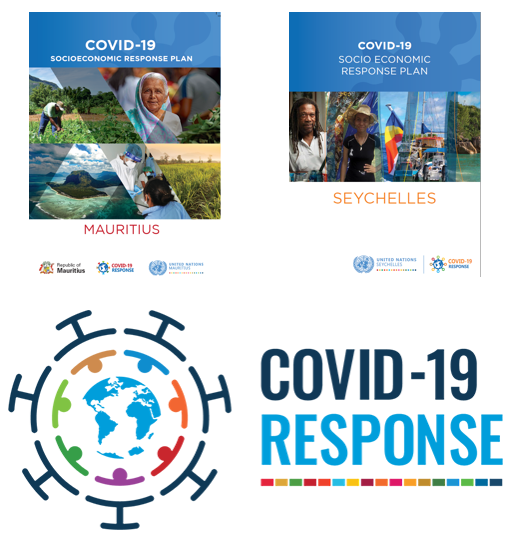 COVID-19
SOCIOECONOMIC RESPONSE PLAN
MAURITIUS
Republic of
Mauritius
COVID-19
RESPONSE
UNITED NATIONS
MAURITIUS
COVID-19
SOCIO ECONOMIC
RESPONSE PLAN
SEYCHELLES
UNITED NATIONS
SEYCHELLES
COVID-19
RESPONSE
COVID-19
RESPONSE